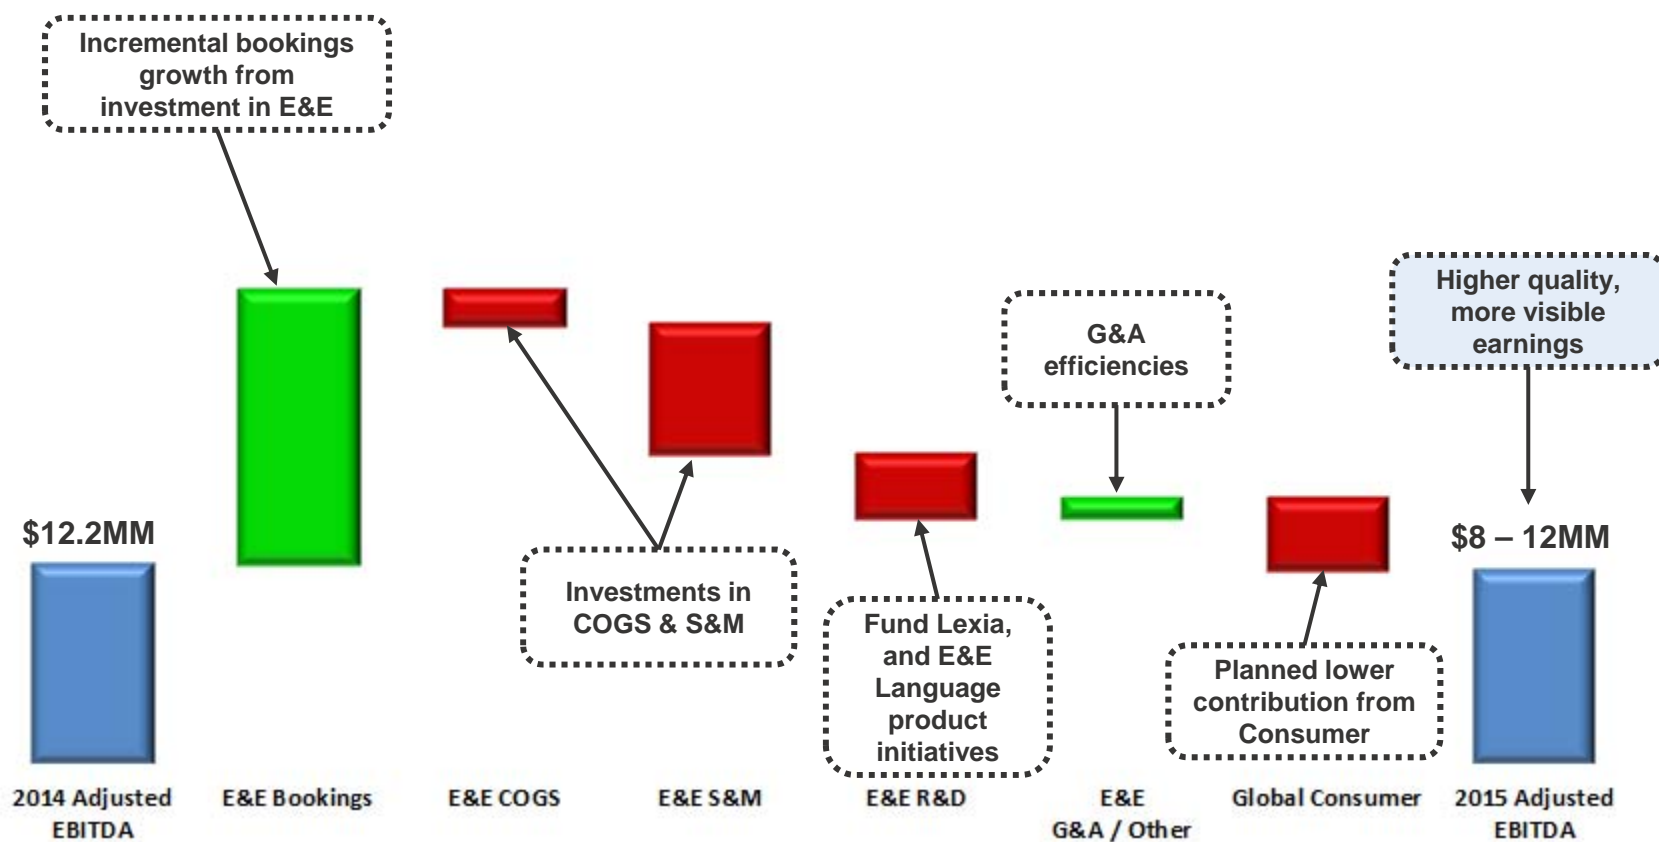 Incremental bookings
growth from
investment in E&E
Higher quality,
more visible
earnings
G&A
efficiencies
$12.2MM
$8 – 12MM
Investments in
COGS & S&M
Fund Lexia,
and E&E
Language
product
initiatives
Planned lower
contribution from
Consumer
2014 Adjusted
EBITDA
E&E Bookings
E&E COGS
E&E S&M
E&E R&D
E&E
G&A / Other
Global Consumer
2015 Adjusted
EBITDA